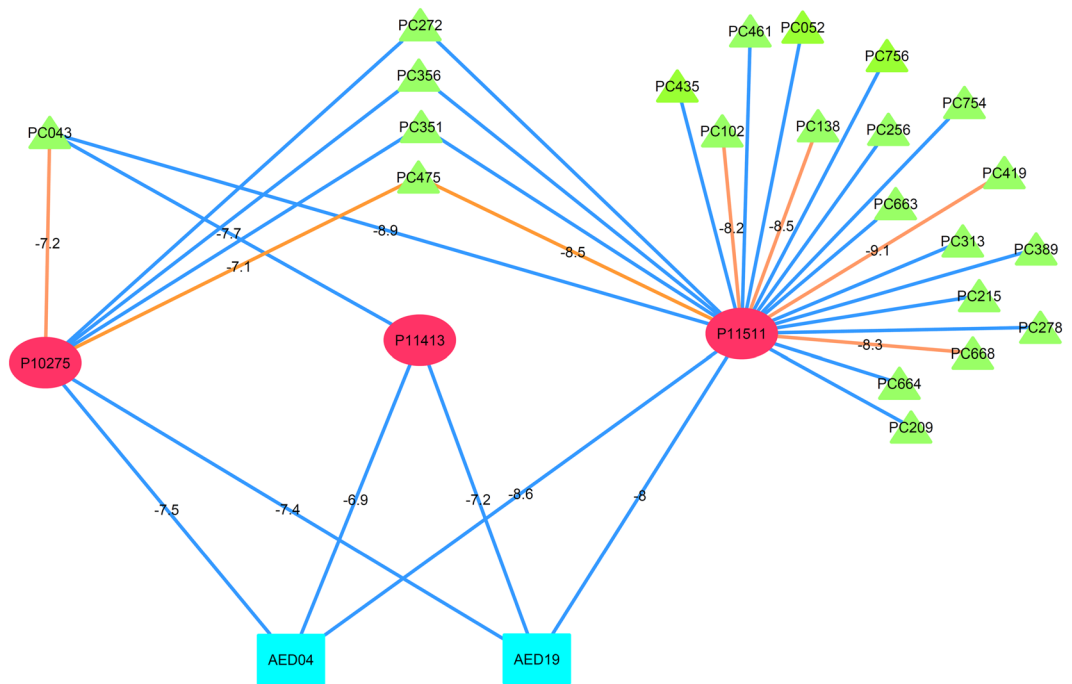 PC272
PC461
PC052
PC756
PC356
PC435
PC754
PC043
PC351
PC102
PC138
PC256
PC475
PC419
PC663
-8.2
-8.5
-7.7
-8.9
-7.2
-9.1
PC313
PC389
-8.5
-7.1
PC215
PC278
P11413
P11511
-8.3
PC668
P10275
PC664
PC209
-8.6
-8
-6.9
-7.2
-7.5
-7.4
AED04
AED19